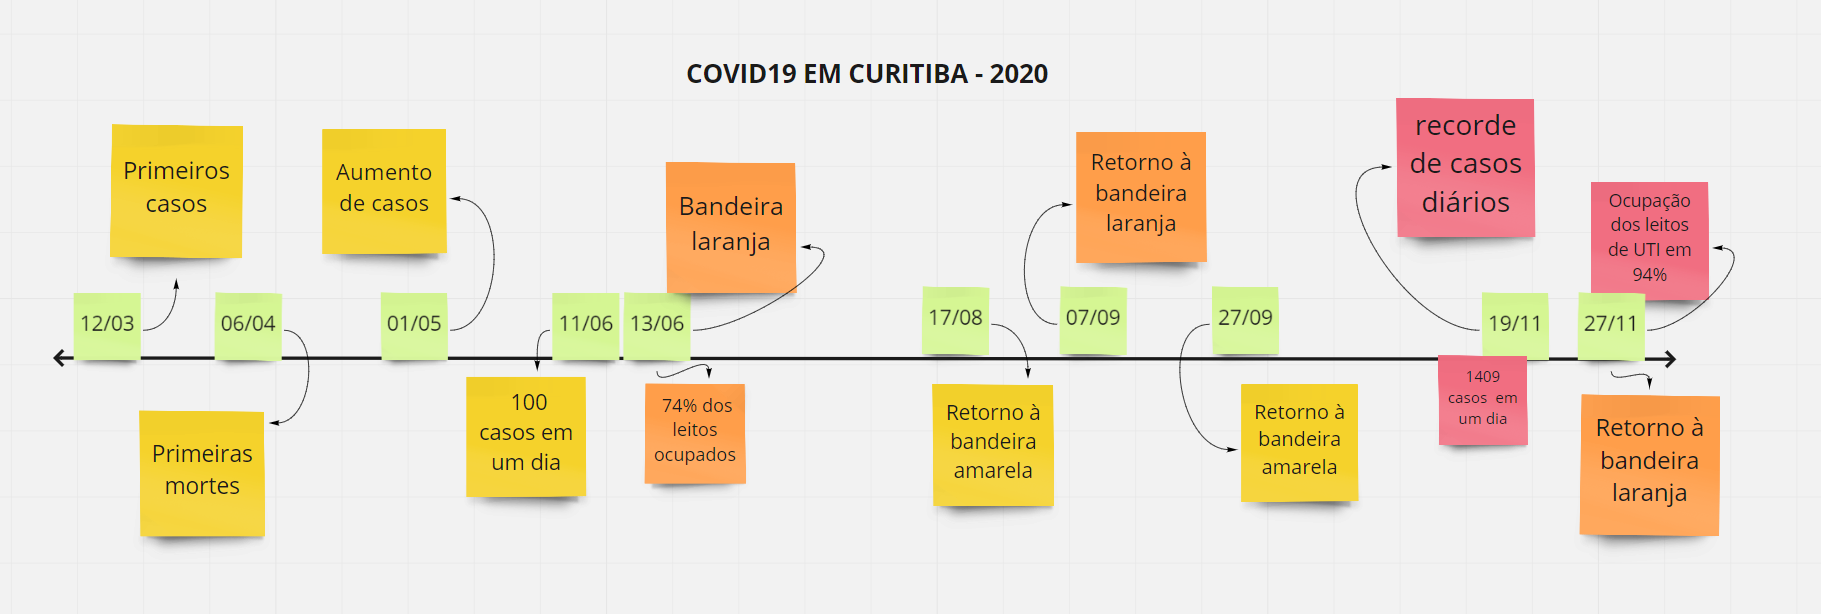 COVID19 EM CURITIBA - 2020
Primeiros
casos
Aumento
de casos
Bandeira
laranja
Retorno à
bandeira
laranja
recorde
de casos
diários
Ocupação
dos leitos
de UTI em
94%
12/03
06/04
01/05
11/06
13/06
17/08
07/09
27/09
19/11
27/11
Primeiras
mortes
100
casos em
um dia
74% dos
leitos
ocupados
Retorno à
bandeira
amarela
Retorno à
bandeira
amarela
1409
casos em
um dia
Retorno à
bandeira
laranja